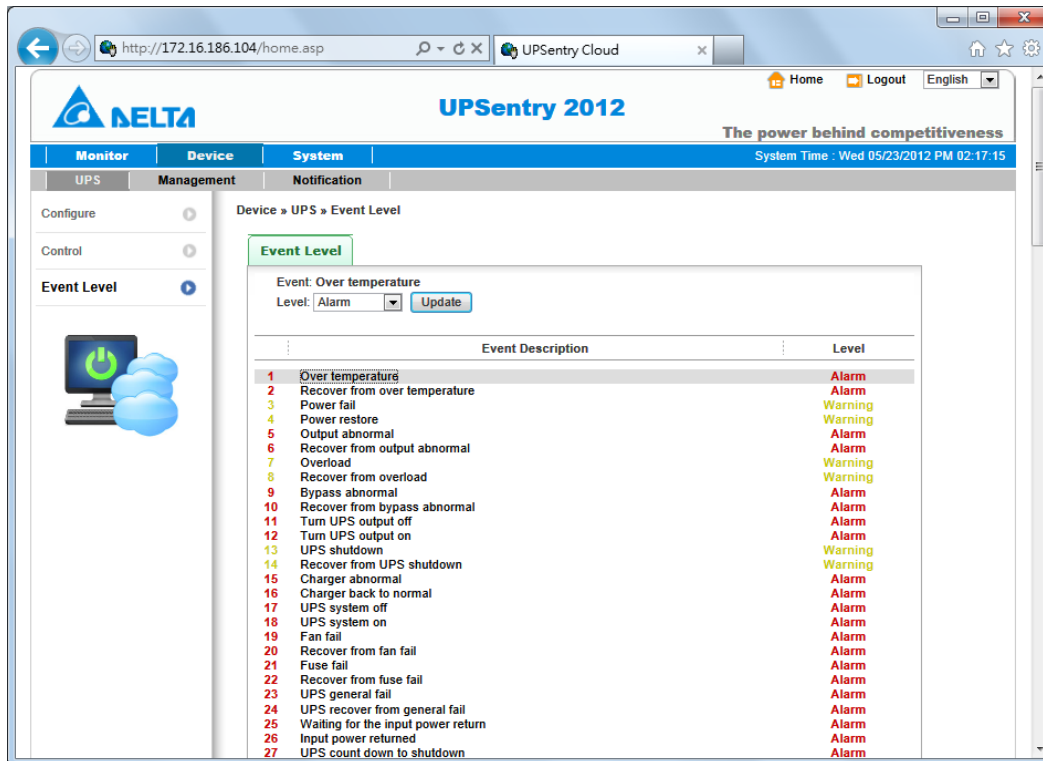 http://172.16.186.104/home.asp
UPSentry Cloud
Home Logout English
DELTA
UPSentry 2012
The power behind competitiveness
Monitor Device System System Time : Wed 05/23/2012 PM 02:17:15
UPS Management Notification
Configure
Control
Event Level
Device » UPS » Event Level
Event Level
Event: Over temperature
Level: Alarm Update
Event Description Level
1 Over temperature Alarm
2 Recover from over temperature Alarm
3 Power fail Warning
4 Power restore Warning
5 Output abnormal Alarm
6 Recover from output abnormal Alarm
7 Overload Warning
8 Recover from overload Warning
9 Bypass abnormal Alarm
10 Recover from bypass abnormal Alarm
11 Turn UPS output off Alarm
12 Turn UPS output on Alarm
13 UPS shutdown Warning
14 Recover from UPS shutdown Warning
15 Charger abnormal Alarm
16 Charger back to normal Alarm
17 UPS system off Alarm
18 UPS system on Alarm
19 Fan fail Alarm
20 Recover from fan fail Alarm
21 Fuse fail Alarm
22 Recover from fuse fail Alarm
23 UPS general fail Alarm
24 UPS recover from general fail Alarm
25 Waiting for the input power return Alarm
26 Input power returned Alarm
27 UPS count down to shutdown Alarm